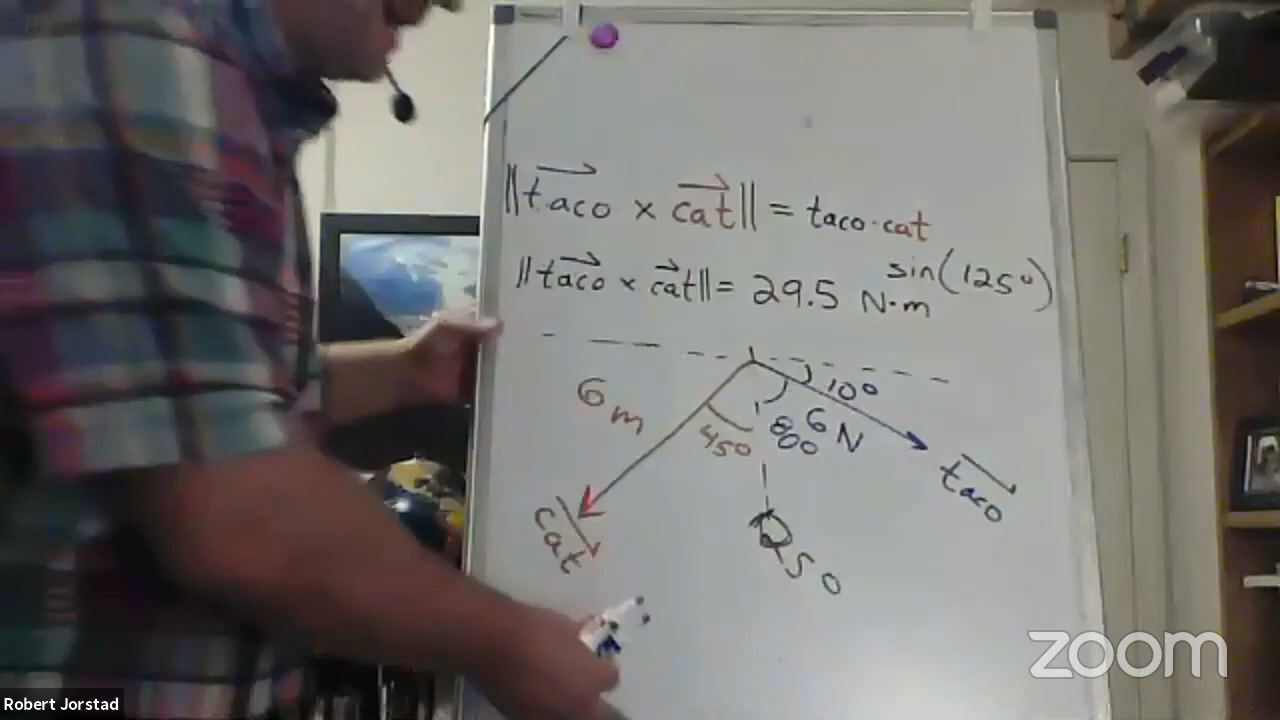 ||taco x cat|| = taco·cat
sin(125°)
||taco x cat|| = 29.5 N·m
10°
6 m
6 N
80°
45°
taco
cat
125°
zoom
Robert Jorstad